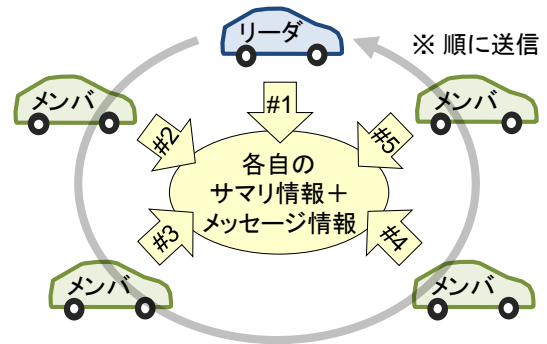 リーダ
※ 順に送信
メンバ
メンバ
#1
#2
#5
各自の
サマリ情報＋
メッセージ情報
#3
#4
メンバ
メンバ